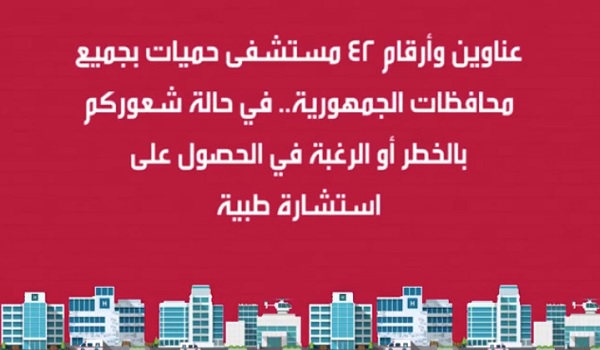 عناوين وأرقام ٤٢ مستشفى حميات بجميع
محافظات الجمهورية.. في حالة شعوركم
بالخطر أو الرغبة في الحصول على
استشارة طبية